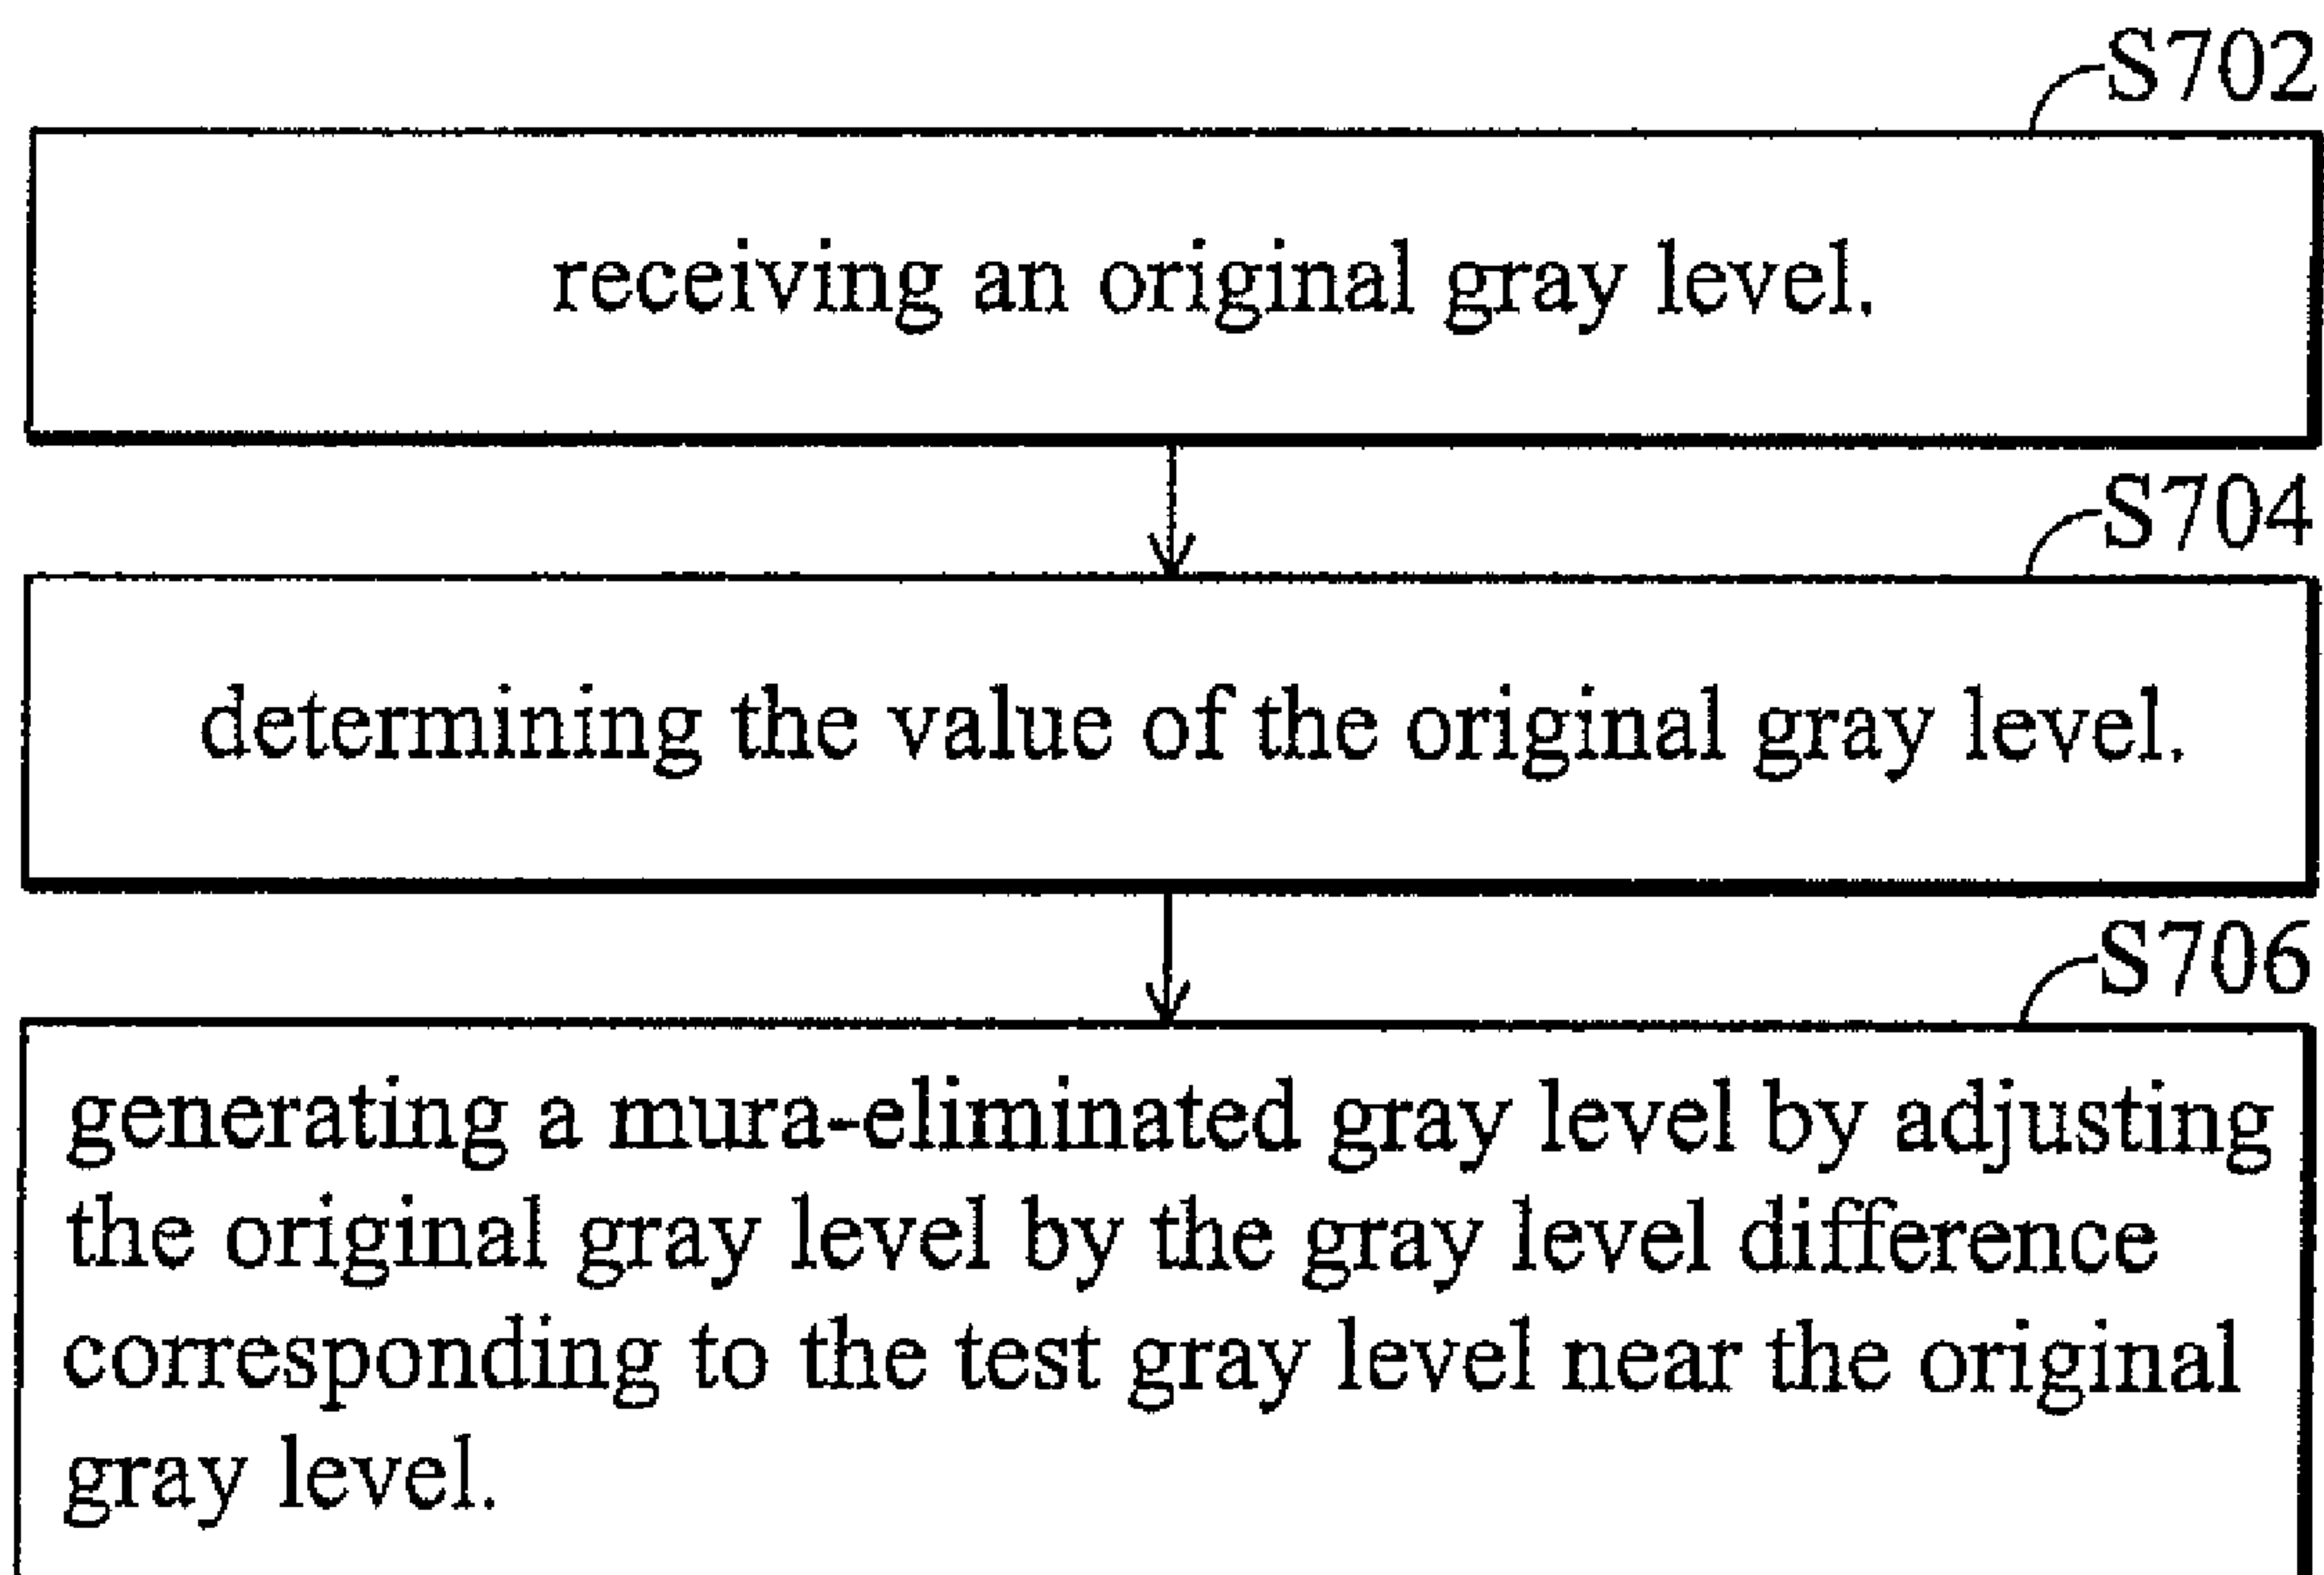 S702
receiving an original gray level.
S704
determining the value of the original gray level.
S706
generating a mura-eliminated gray level by adjusting
the original gray level by the gray level difference
corresponding to the test gray level near the original
gray level.